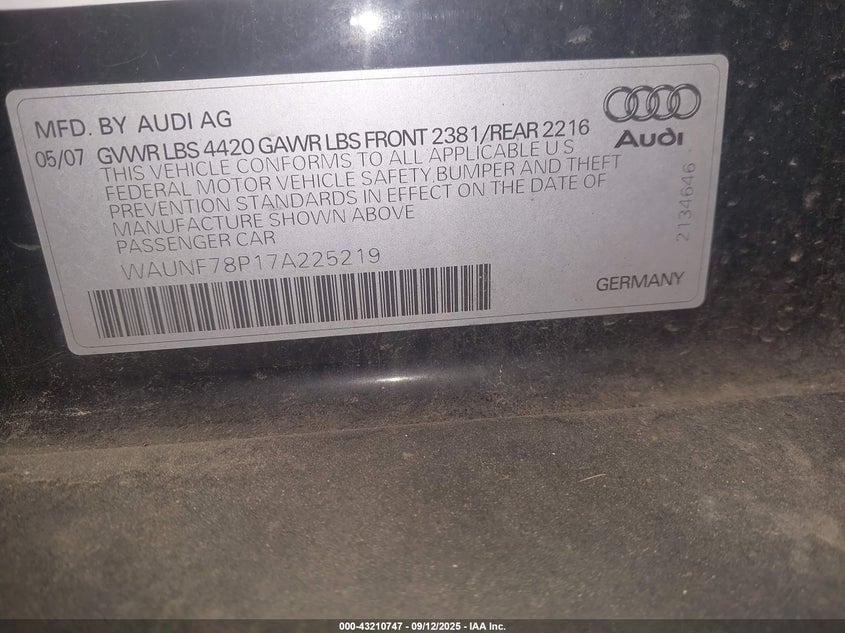 MFD. BY AUDI AG
05/07 GVWR LBS 4420 GAWR LBS FRONT 2381/REAR 2216
THIS VEHICLE CONFORMS TO ALL APPLICABLE U S
FEDERAL MOTOR VEHICLE SAFETY BUMPER AND THEFT
PREVENTION STANDARDS IN EFFECT ON THE DATE OF
MANUFACTURE SHOWN ABOVE
PASSENGER CAR
WAUNF78P17A225219
Audi
2134646
GERMANY
000-43210747 - 09/12/2025 - IAA Inc.